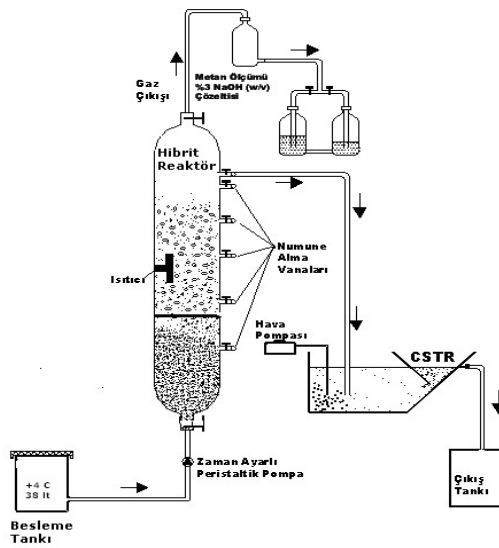 Gaz
Çıkışı
Metan Ölçümü
%3 NaOH (w/v)
Çözeltisi
Hibrit
Reaktör
Isıtıcı
Numune
Alma
Vanaları
Hava
Pompası
CSTR
Zaman Ayarlı
Peristaltik Pompa
+4 C
38 lt
Besleme
Tankı
Çıkış
Tankı